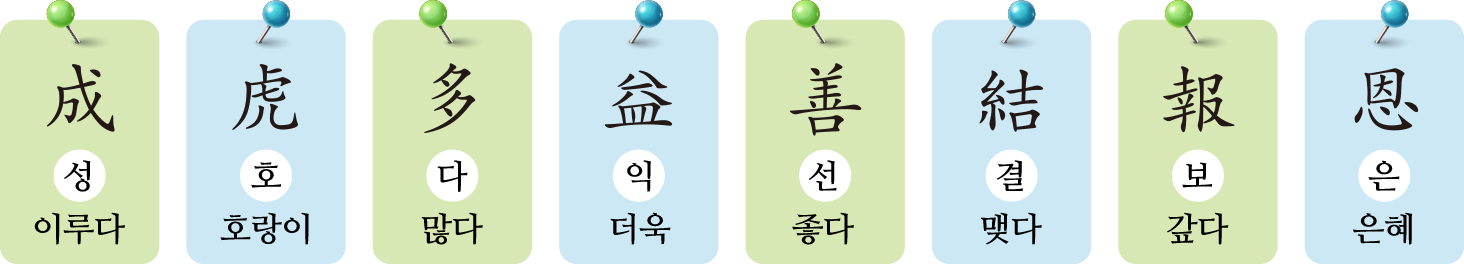 成 虎 多 益 善 結 報 恩
성 호 다 익 선 결 보 은
이루다 호랑이 많다 더욱 좋다 맺다 갚다 은혜